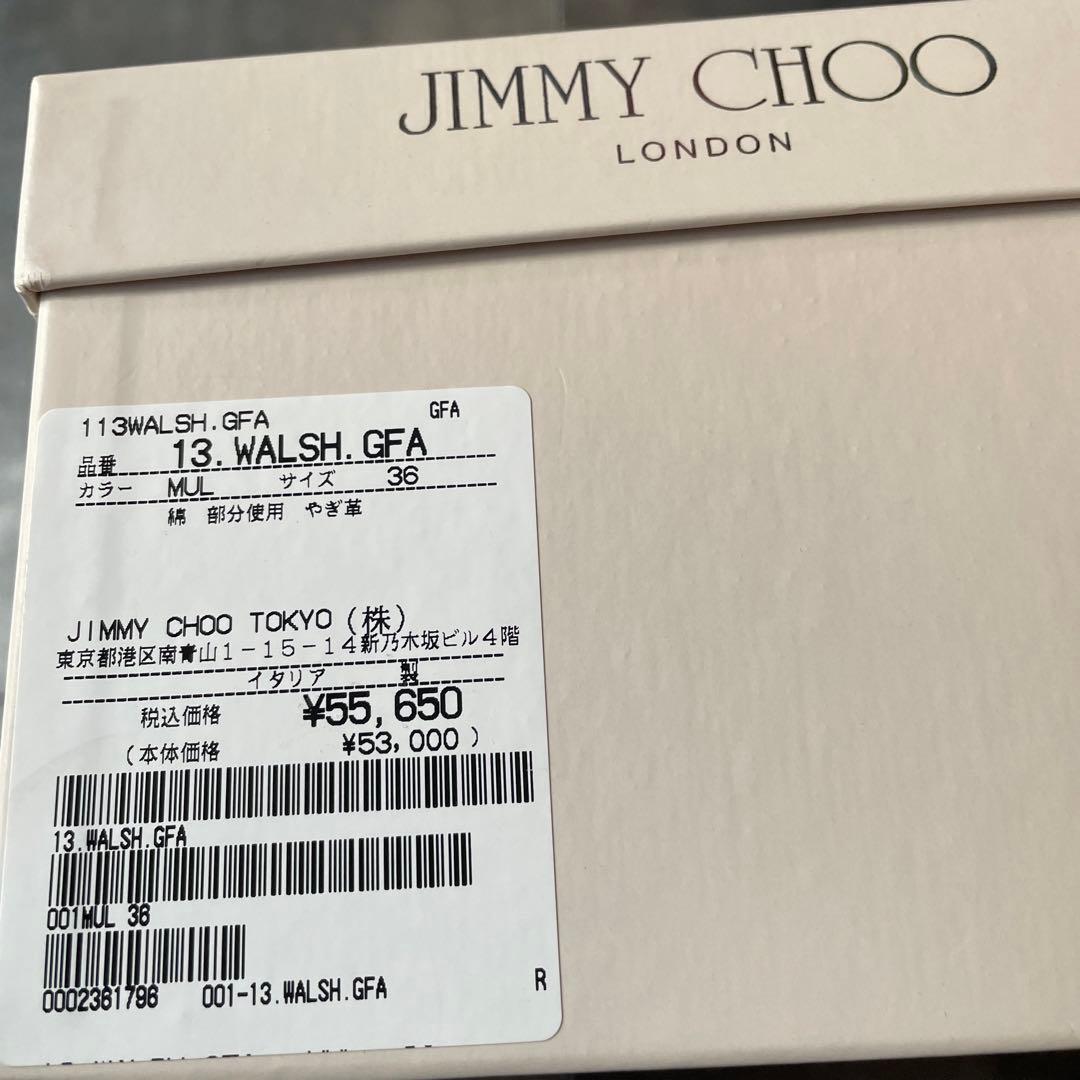 JIMMY CHOO
LONDON
113WALSH.GFA GFA
品番 13.WALSH.GFA
カラー MUL サイズ 36
綿 部分使用 やぎ革
JIMMY CHOO TOKYO (株)
東京都港区南青山1-15-14新乃木坂ビル4階
イタリア 製
税込価格 ¥55,650
(本体価格 ¥53,000)
13.WALSH.GFA
001MUL 36
0002361796 001-13.WALSH.GFA R